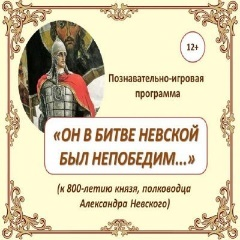 12+
Познавательно-игровая
программа
«ОН В БИТВЕ НЕВСКОЙ
БЫЛ НЕПОБЕДИМ...»
(к 800-летию князя, полководца
Александра Невского)